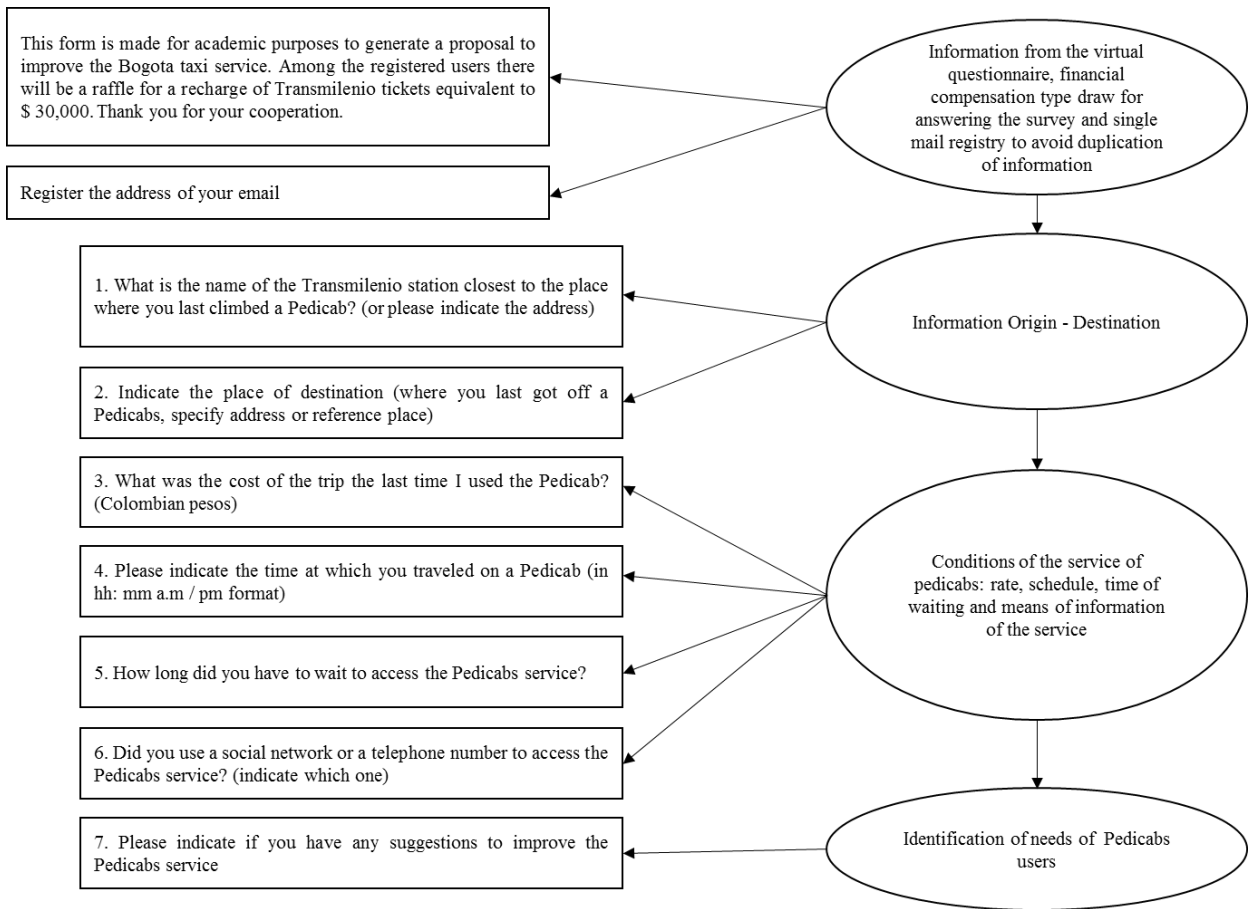 This form is made for academic purposes to generate a proposal to
improve the Bogota taxi service. Among the registered users there
will be a raffle for a recharge of Transmilenio tickets equivalent to
$ 30,000. Thank you for your cooperation.
Register the address of your email
Information from the virtual
questionnaire, financial
compensation type draw for
answering the survey and single
mail registry to avoid duplication
of information
1. What is the name of the Transmilenio station closest to the place
where you last climbed a Pedicab? (or please indicate the address)
2. Indicate the place of destination (where you last got off a
Pedicabs, specify address or reference place)
Information Origin - Destination
3. What was the cost of the trip the last time I used the Pedicab?
(Colombian pesos)
4. Please indicate the time at which you traveled on a Pedicab (in
hh: mm a.m / pm format)
5. How long did you have to wait to access the Pedicabs service?
6. Did you use a social network or a telephone number to access the
Pedicabs service? (indicate which one)
Conditions of the service of
pedicabs: rate, schedule, time of
waiting and means of information
of the service
7. Please indicate if you have any suggestions to improve the
Pedicabs service
Identification of needs of Pedicabs
users